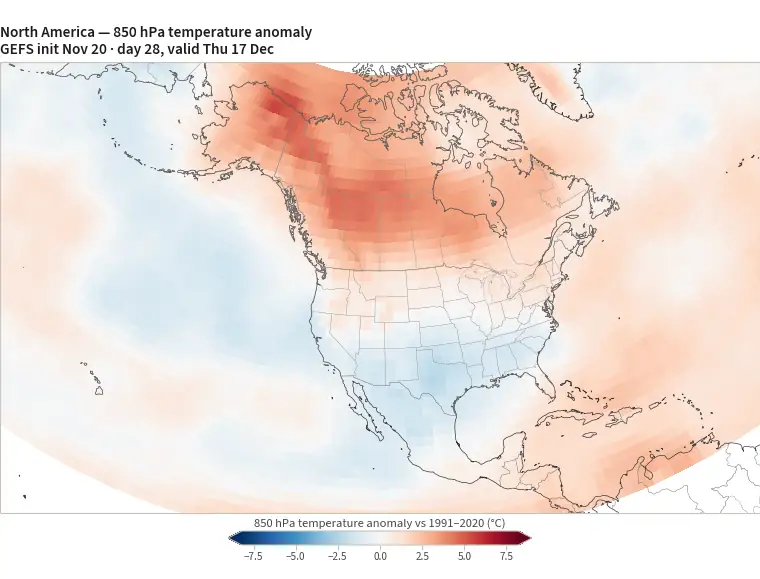 North America — 850 hPa temperature anomaly
GEFS init Nov 20 · day 28, valid Thu 17 Dec
850 hPa temperature anomaly vs 1991–2020 (°C)
−7.5 −5.0 −2.5 0.0 2.5 5.0 7.5